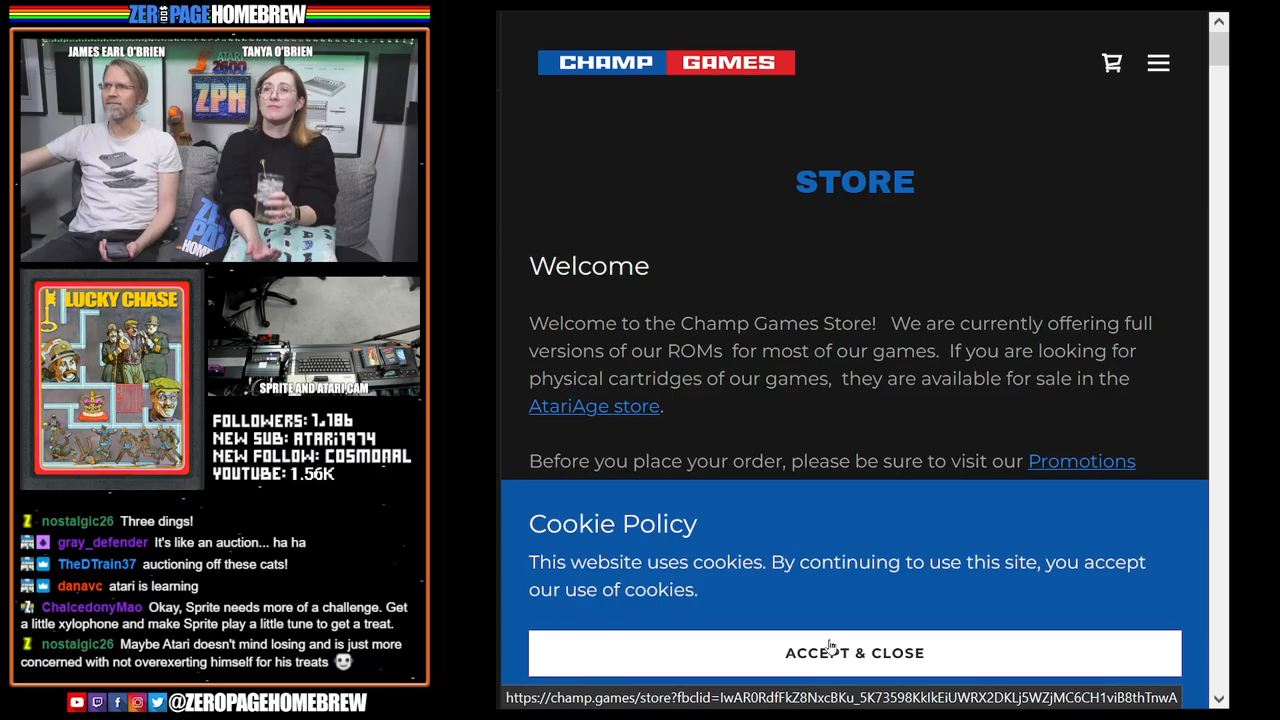 ZEROPAGE HOMEBREW
JAMES EARL O'BRIEN
TANYA O'BRIEN
ATARI
2600
ZPH
LUCKY CHASE
SPRITE AND ATARI CAM
FOLLOWERS: 1,186
NEW SUB: ATARI1974
NEW FOLLOW: COSMONAL
YOUTUBE: 1.56K
nostalgic26 Three dings!
gray_defender It's like an auction... ha ha
TheDTrain37 auctioning off these cats!
danavc atari is learning
ChalcedonyMao Okay, Sprite needs more of a challenge. Get
a little xylophone and make Sprite play a little tune to get a treat.
nostalgic26 Maybe Atari doesn't mind losing and is just more
concerned with not overexerting himself for his treats
@ZEROPAGEHOMEBREW
CHAMP GAMES
STORE
Welcome
Welcome to the Champ Games Store! We are currently offering full
versions of our ROMs for most of our games. If you are looking for
physical cartridges of our games, they are available for sale in the
AtariAge store.
Before you place your order, please be sure to visit our Promotions
Cookie Policy
This website uses cookies. By continuing to use this site, you accept
our use of cookies.
ACCEPT & CLOSE